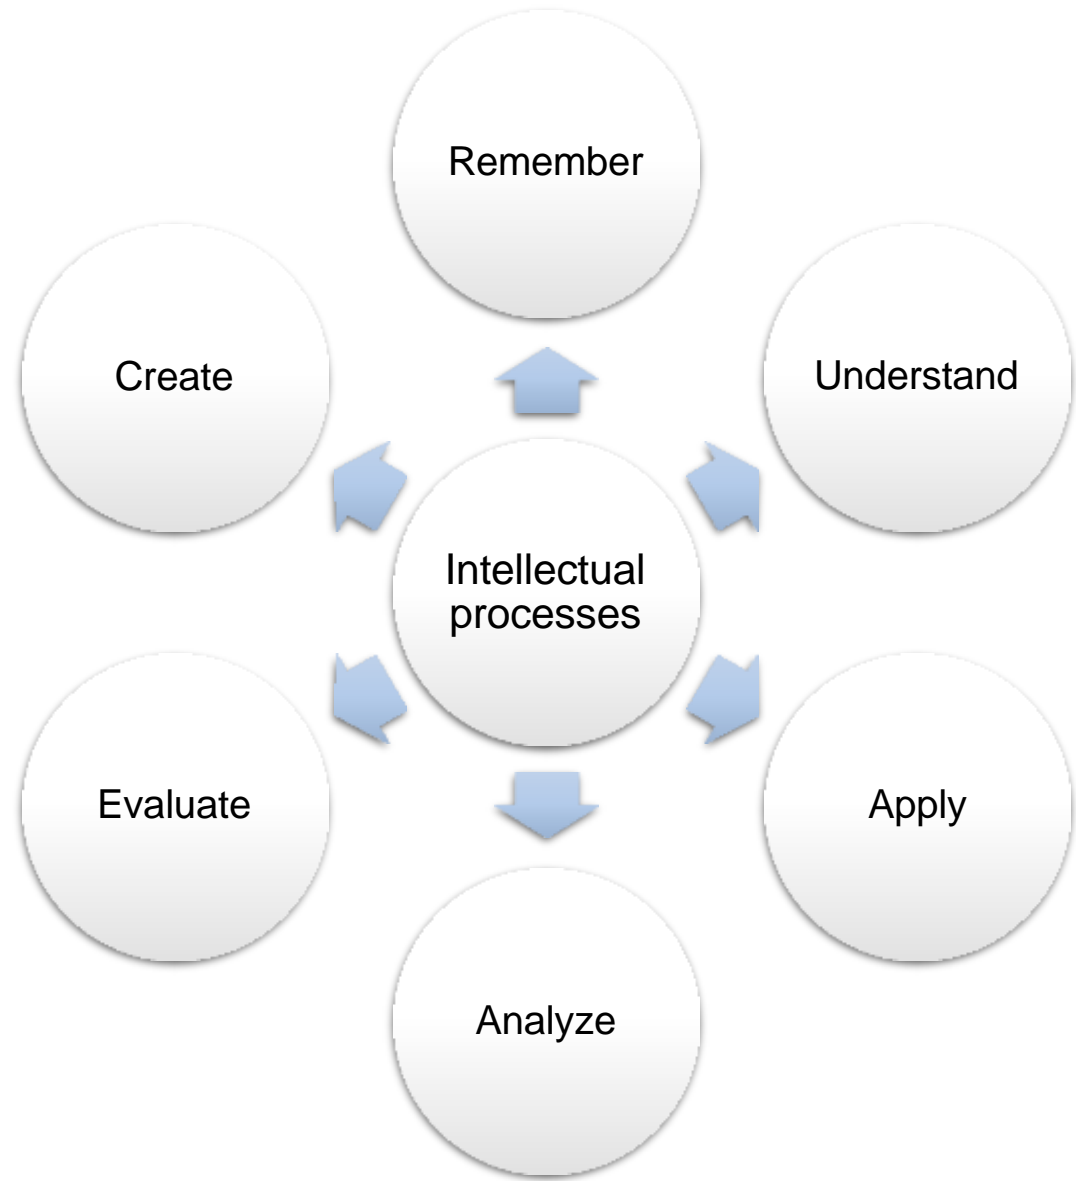 Remember
Understand
Apply
Analyze
Evaluate
Create
Intellectual
processes